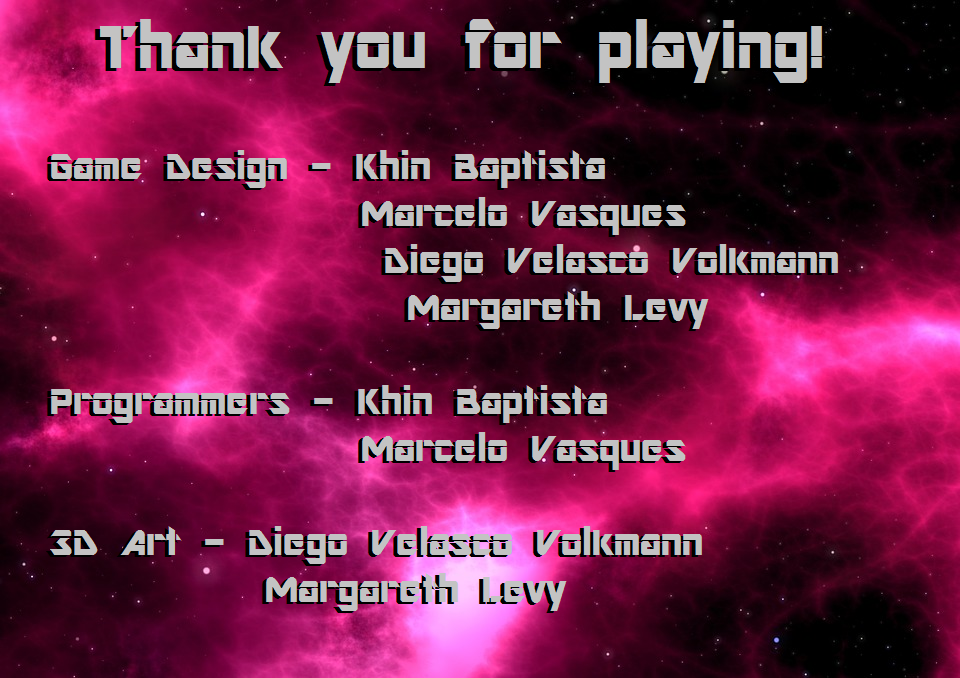 Thank you for playing!
Game Design - Khin Baptista
Marcelo Vasques
Diego Velasco Volkmann
Margareth Levy
Programmers - Khin Baptista
Marcelo Vasques
3D Art - Diego Velasco Volkmann
Margareth Levy